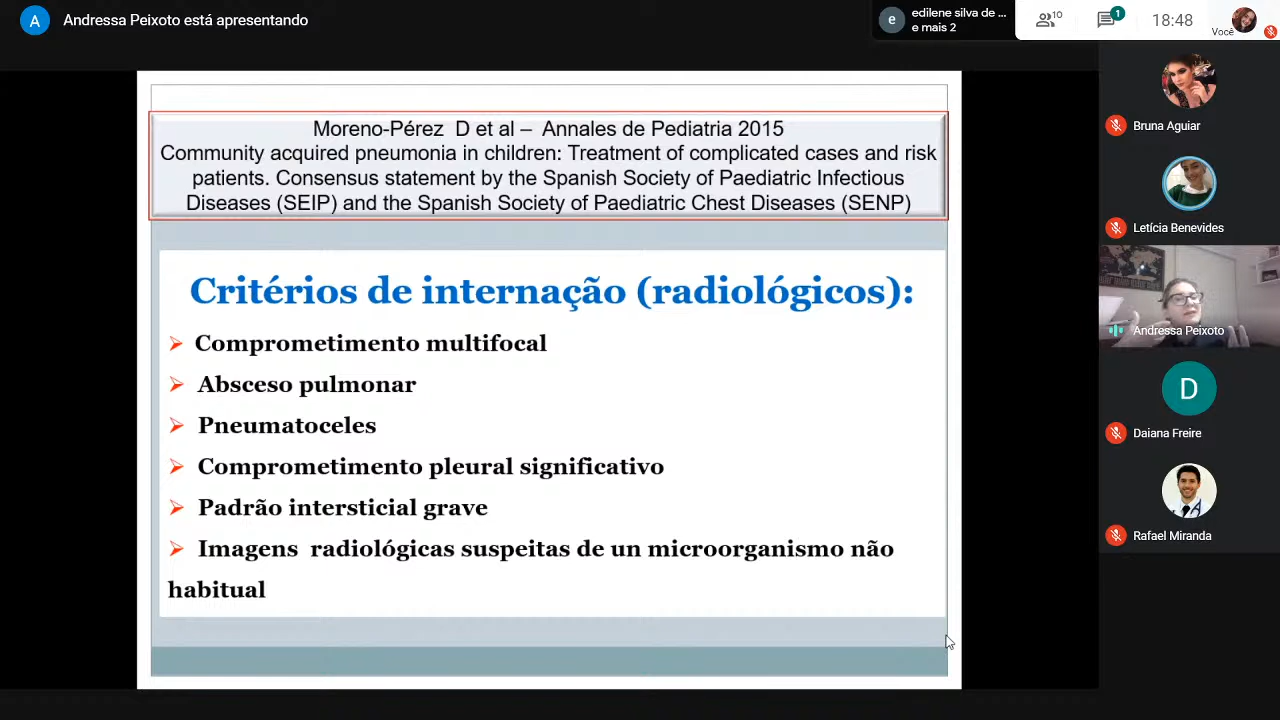 A
Andressa Peixoto está apresentando
e
edilene silva de ...
e mais 2
10
1
18:48
Você
Moreno-Pérez D et al – Annales de Pediatria 2015
Community acquired pneumonia in children: Treatment of complicated cases and risk
patients. Consensus statement by the Spanish Society of Paediatric Infectious
Diseases (SEIP) and the Spanish Society of Paediatric Chest Diseases (SENP)
Critérios de internação (radiológicos):
Comprometimento multifocal
Absceso pulmonar
Pneumatoceles
Comprometimento pleural significativo
Padrão intersticial grave
Imagens radiológicas suspeitas de un microorganismo não
habitual
Bruna Aguiar
Letícia Benevides
Andressa Peixoto
D
Daiana Freire
Rafael Miranda